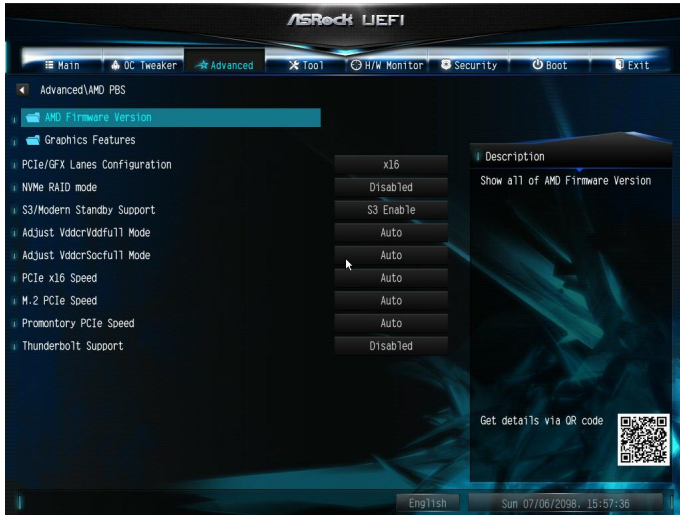 ASRock UEFI
Main OC Tweaker Advanced Tool H/W Monitor Security Boot Exit
Advanced\AMD PBS
AMD Firmware Version
Graphics Features
PCIe/GFX Lanes Configuration x16
NVMe RAID mode Disabled
S3/Modern Standby Support S3 Enable
Adjust VddcrVddfull Mode Auto
Adjust VddcrSocfull Mode Auto
PCIe x16 Speed Auto
M.2 PCIe Speed Auto
Promontory PCIe Speed Auto
Thunderbolt Support Disabled
Description
Show all of AMD Firmware Version
Get details via QR code
English Sun 07/06/2098. 15:57:36